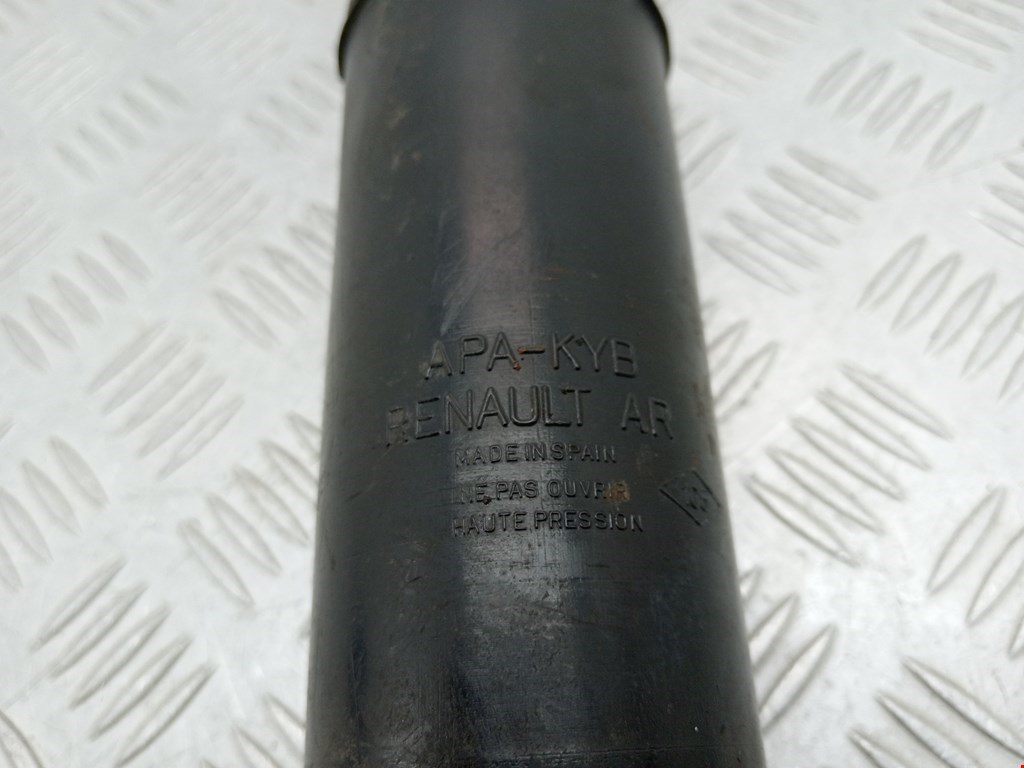 APA-KYB
RENAULT AR
MADE IN SPAIN
NE PAS OUVRIR
HAUTE PRESSION